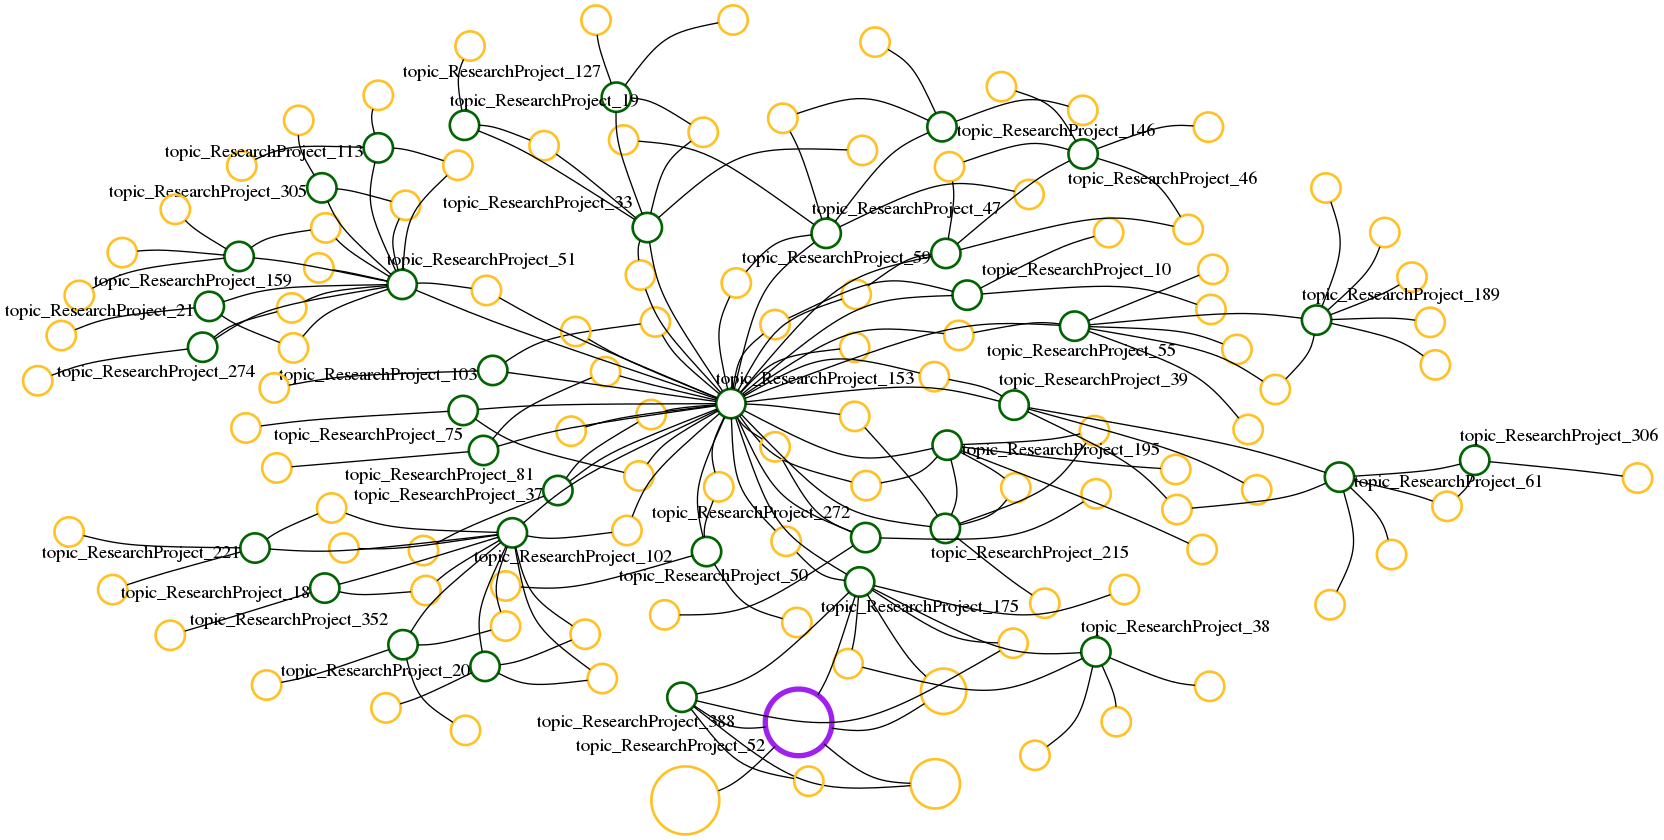 topic_ResearchProject_127
topic_ResearchProject_19
topic_ResearchProject_146
topic_ResearchProject_113
topic_ResearchProject_46
topic_ResearchProject_305
topic_ResearchProject_33
topic_ResearchProject_47
topic_ResearchProject_59
topic_ResearchProject_51
topic_ResearchProject_10
topic_ResearchProject_159
topic_ResearchProject_189
topic_ResearchProject_21
topic_ResearchProject_55
topic_ResearchProject_274
topic_ResearchProject_103
topic_ResearchProject_153
topic_ResearchProject_39
topic_ResearchProject_75
topic_ResearchProject_306
topic_ResearchProject_195
topic_ResearchProject_81
topic_ResearchProject_61
topic_ResearchProject_37
topic_ResearchProject_272
topic_ResearchProject_221
topic_ResearchProject_215
topic_ResearchProject_102
topic_ResearchProject_50
topic_ResearchProject_18
topic_ResearchProject_175
topic_ResearchProject_352
topic_ResearchProject_38
topic_ResearchProject_20
topic_ResearchProject_388
topic_ResearchProject_52